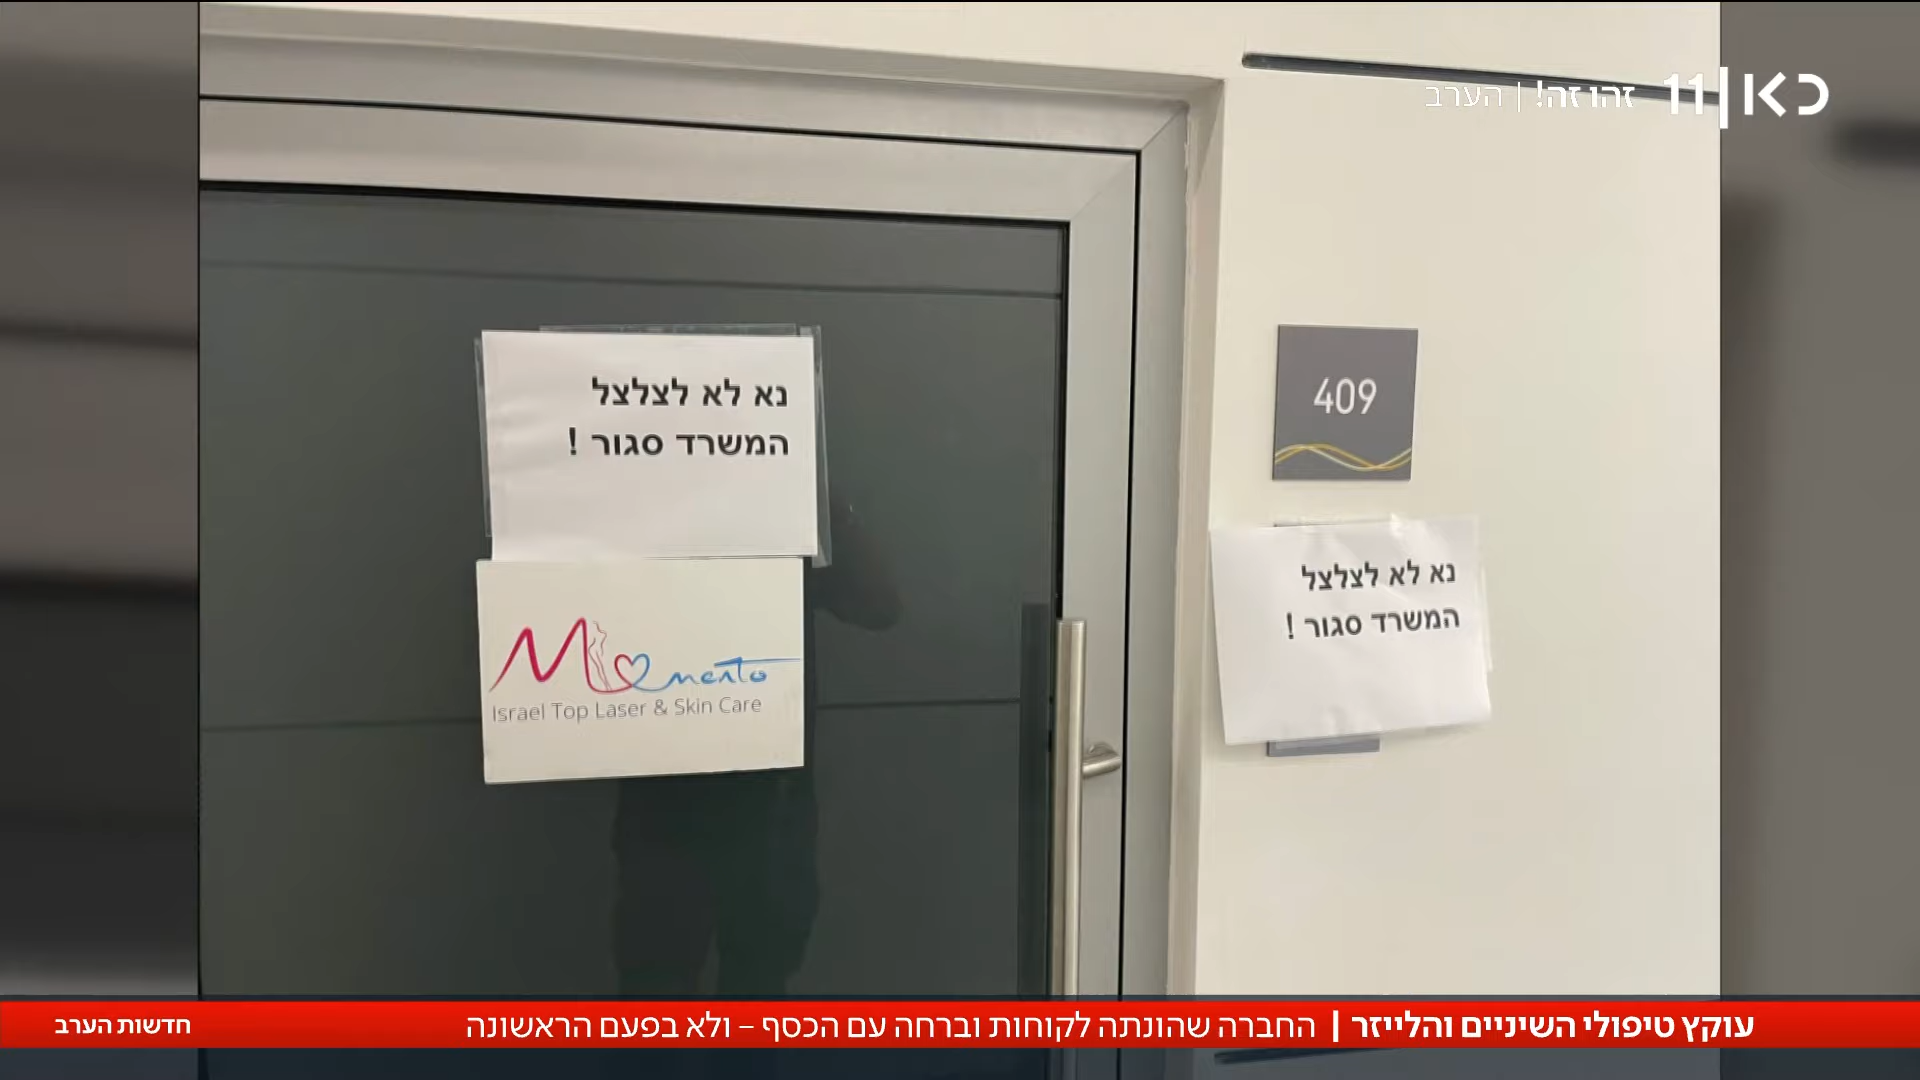 כאן 11
זהו זה! | הערב
נא לא לצלצל
המשרד סגור !
Momento
Israel Top Laser & Skin Care
409
נא לא לצלצל
המשרד סגור !
עוקץ טיפולי השיניים והלייזר | החברה שהונתה לקוחות וברחה עם הכסף – ולא בפעם הראשונה
חדשות הערב